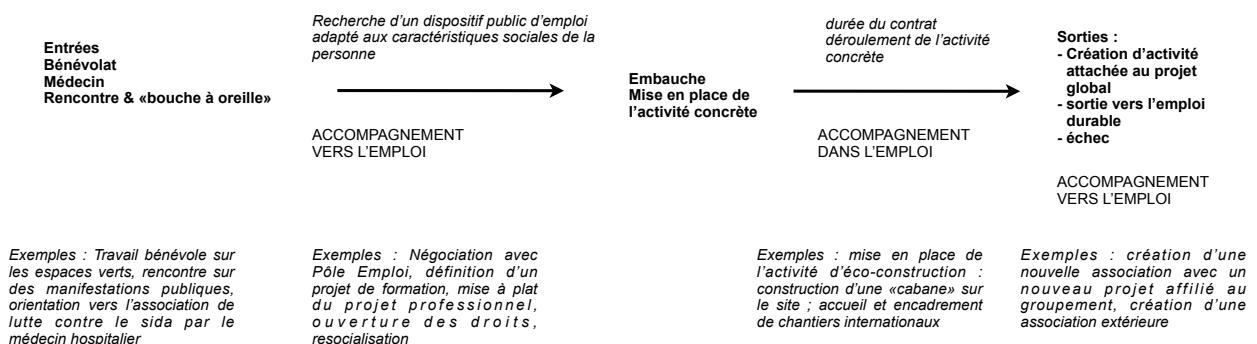 Entrées
Bénévolat
Médecin
Rencontre & «bouche à oreille»
Recherche d'un dispositif public d'emploi
adapté aux caractéristiques sociales de la
personne
ACCOMPAGNEMENT
VERS L'EMPLOI
Embauche
Mise en place de
l'activité concrète
durée du contrat
déroulement de l'activité
concrète
ACCOMPAGNEMENT
DANS L'EMPLOI
Sorties :
- Création d'activité
attachée au projet
global
- sortie vers l'emploi
durable
- échec
ACCOMPAGNEMENT
VERS L'EMPLOI
Exemples : Travail bénévole sur
les espaces verts, rencontre sur
des manifestations publiques,
orientation vers l'association de
lutte contre le sida par le
médecin hospitalier
Exemples : Négociation avec
Pôle Emploi, définition d'un
projet de formation, mise à plat
du projet professionnel,
ouverture des droits,
resocialisation
Exemples : mise en place de
l'activité d'éco-construction :
construction d'une «cabane» sur
le site ; accueil et encadrement
de chantiers internationaux
Exemples : création d'une
nouvelle association avec un
nouveau projet affilié au
groupement, création d'une
association extérieure